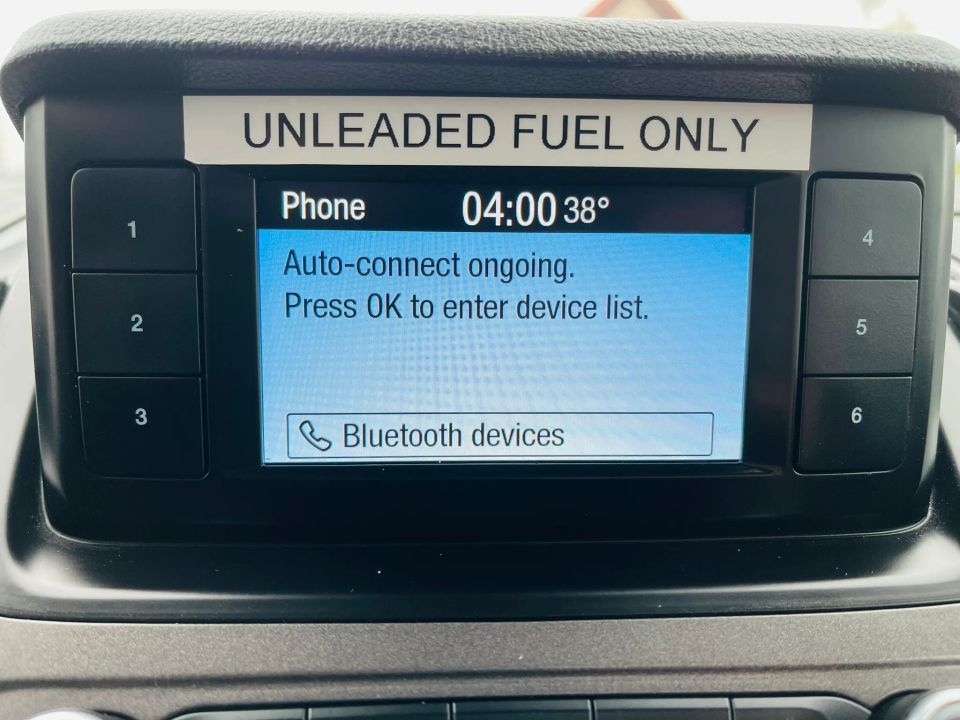 UNLEADED FUEL ONLY
Phone 04:00 38°
1
4
Auto-connect ongoing.
Press OK to enter device list.
2
5
3
6
Bluetooth devices